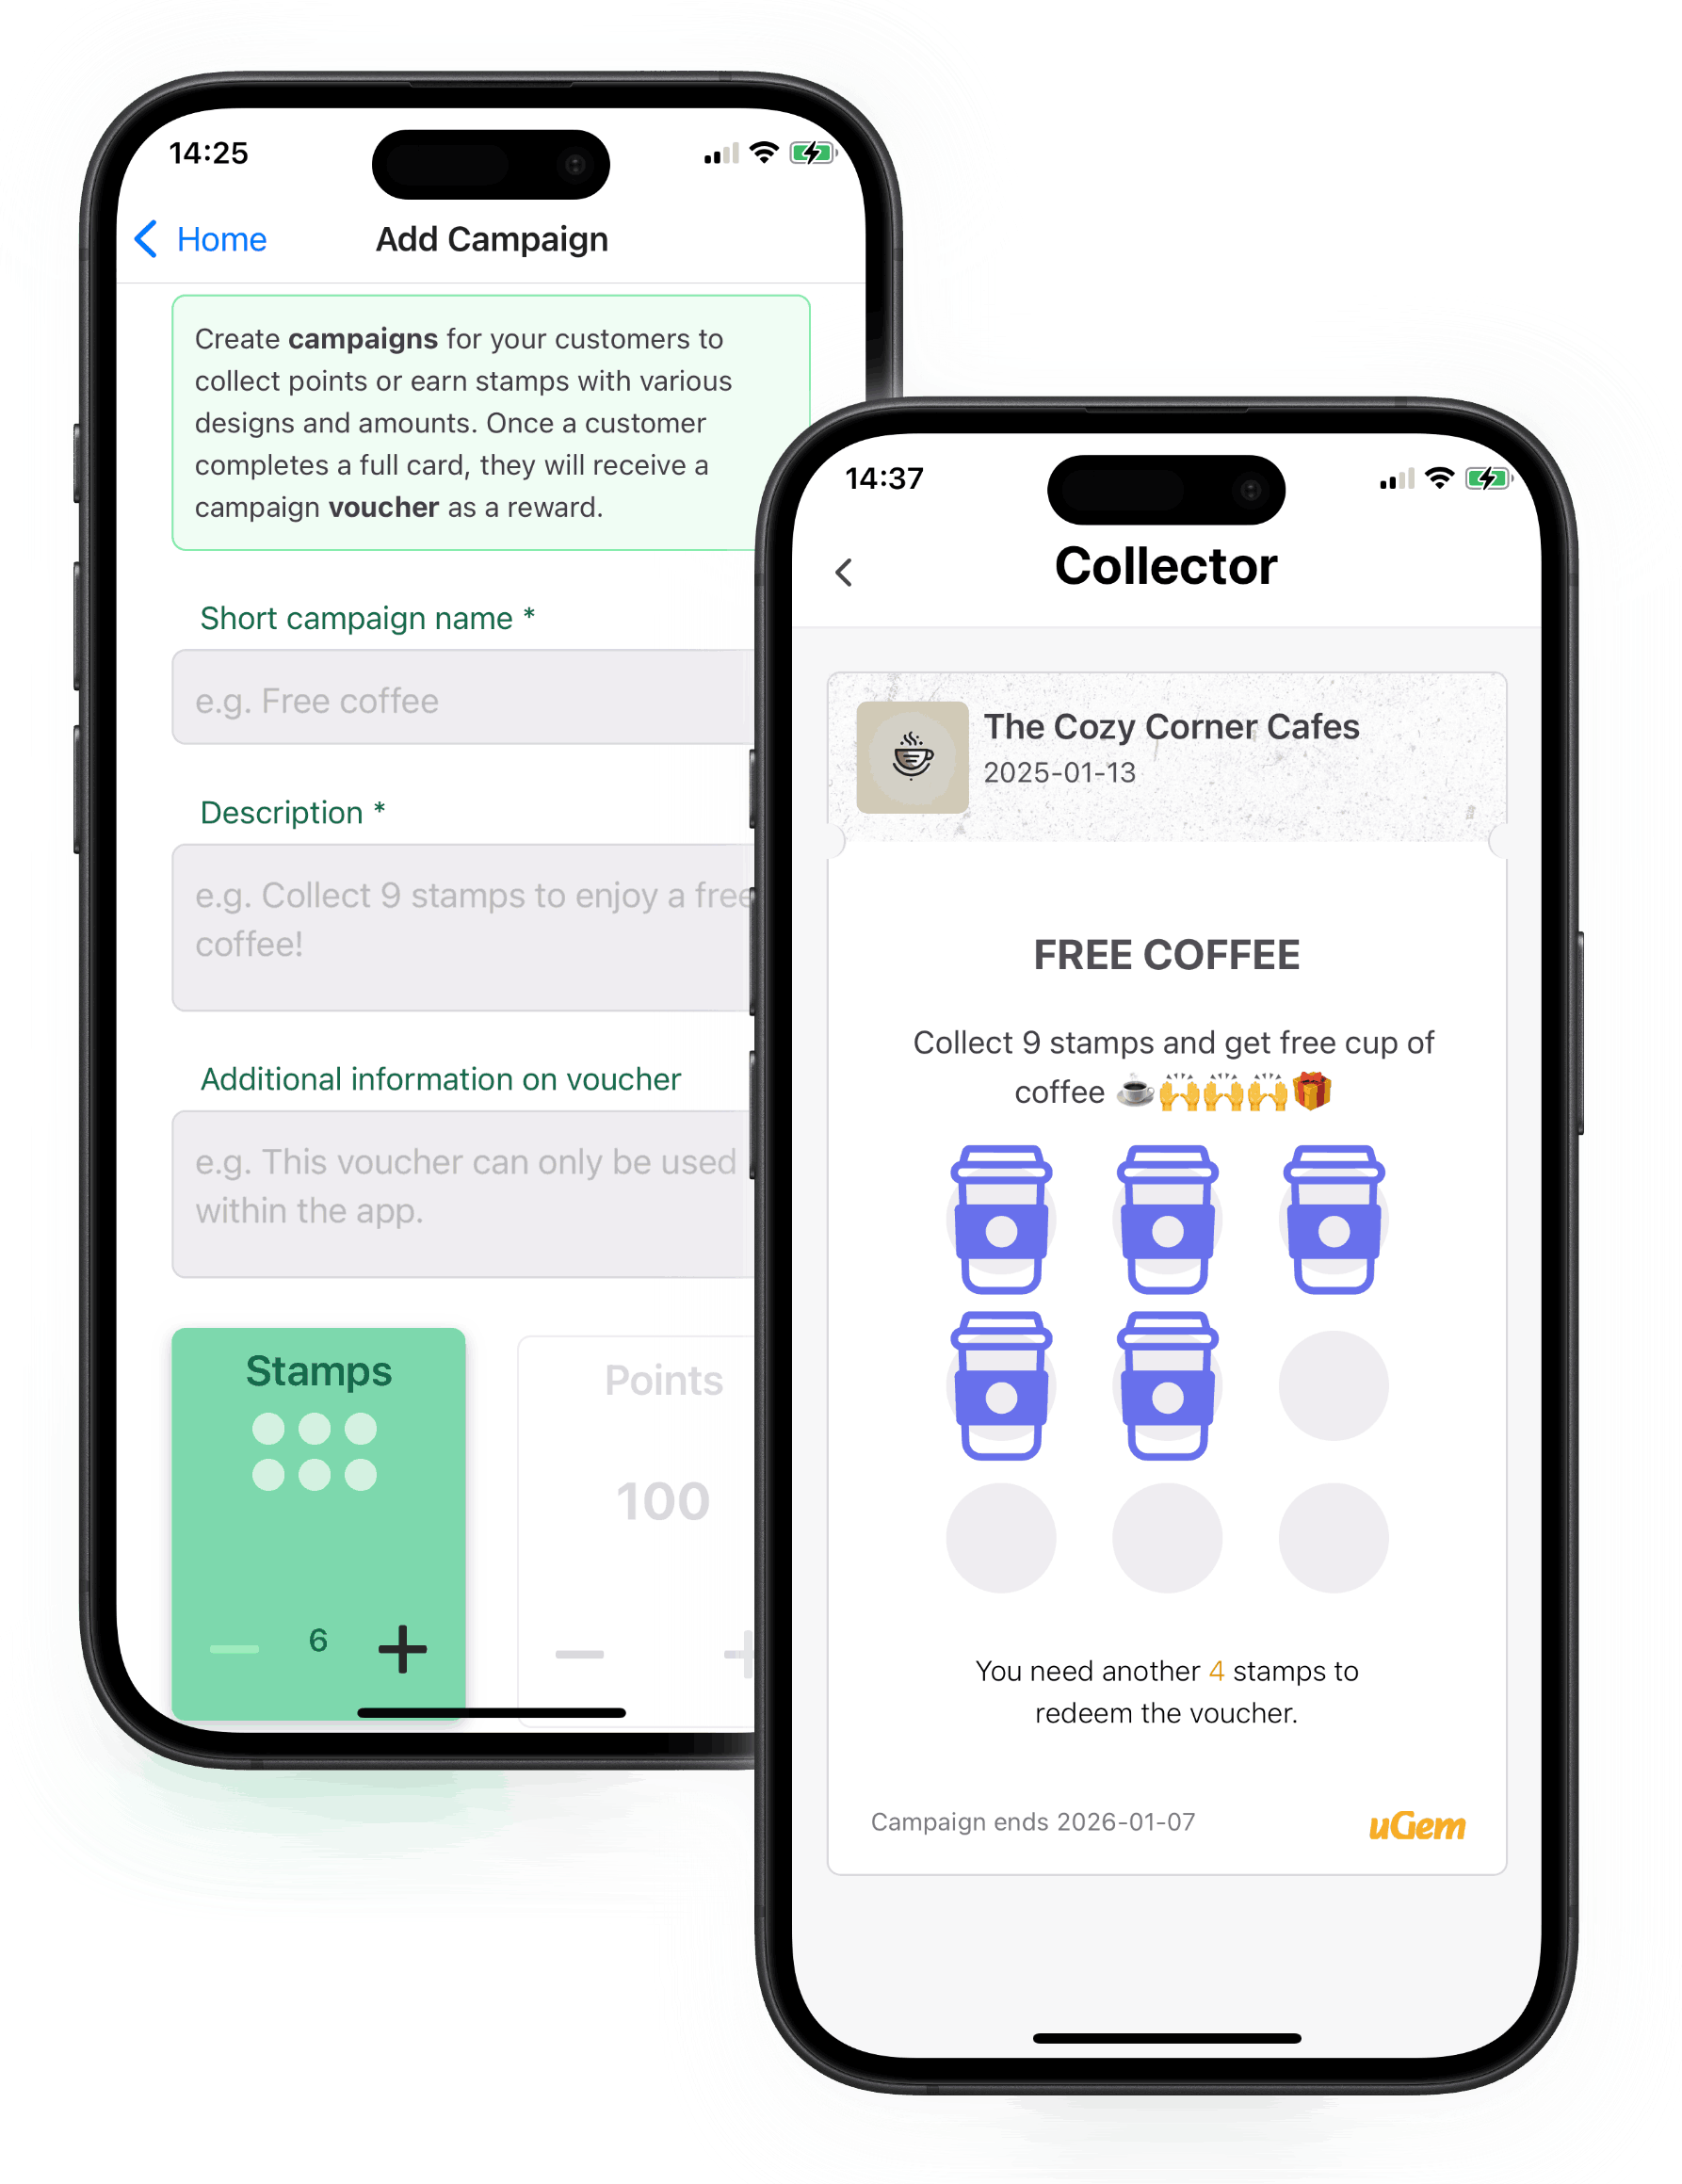 14:25
Home
Add Campaign
Create campaigns for your customers to
collect points or earn stamps with various
designs and amounts. Once a customer
completes a full card, they will receive a
campaign voucher as a reward.
Short campaign name *
e.g. Free coffee
Description *
e.g. Collect 9 stamps to enjoy a free
coffee!
Additional information on voucher
e.g. This voucher can only be used
within the app.
Stamps
6
Points
100
14:37
Collector
The Cozy Corner Cafes
2025-01-13
FREE COFFEE
Collect 9 stamps and get free cup of
coffee ☕🙌🙌🙌🎁
You need another 4 stamps to
redeem the voucher.
Campaign ends 2026-01-07
uGem